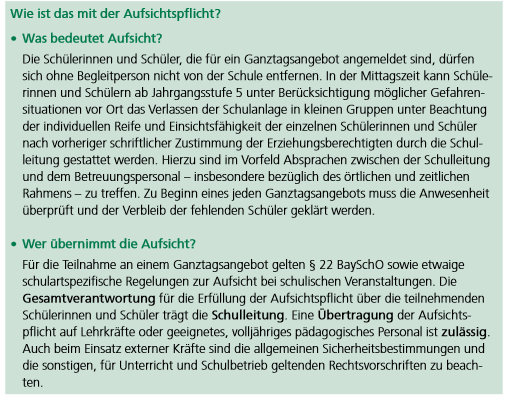 Wie ist das mit der Aufsichtspflicht?
• Was bedeutet Aufsicht?
Die Schülerinnen und Schüler, die für ein Ganztagsangebot angemeldet sind, dürfen
sich ohne Begleitperson nicht von der Schule entfernen. In der Mittagszeit kann Schüle-
rinnen und Schülern ab Jahrgangsstufe 5 unter Berücksichtigung möglicher Gefahren-
situationen vor Ort das Verlassen der Schulanlage in kleinen Gruppen unter Beachtung
der individuellen Reife und Einsichtsfähigkeit der einzelnen Schülerinnen und Schüler
nach vorheriger schriftlicher Zustimmung der Erziehungsberechtigten durch die Schul-
leitung gestattet werden. Hierzu sind im Vorfeld Absprachen zwischen der Schulleitung
und dem Betreuungspersonal – insbesondere bezüglich des örtlichen und zeitlichen
Rahmens – zu treffen. Zu Beginn eines jeden Ganztagsangebots muss die Anwesenheit
überprüft und der Verbleib der fehlenden Schüler geklärt werden.
• Wer übernimmt die Aufsicht?
Für die Teilnahme an einem Ganztagsangebot gelten § 22 BaySchO sowie etwaige
schulartspezifische Regelungen zur Aufsicht bei schulischen Veranstaltungen. Die
Gesamtverantwortung für die Erfüllung der Aufsichtspflicht über die teilnehmenden
Schülerinnen und Schüler trägt die Schulleitung. Eine Übertragung der Aufsichts-
pflicht auf Lehrkräfte oder geeignetes, volljähriges pädagogisches Personal ist zulässig.
Auch beim Einsatz externer Kräfte sind die allgemeinen Sicherheitsbestimmungen und
die sonstigen, für Unterricht und Schulbetrieb geltenden Rechtsvorschriften zu beach-
ten.